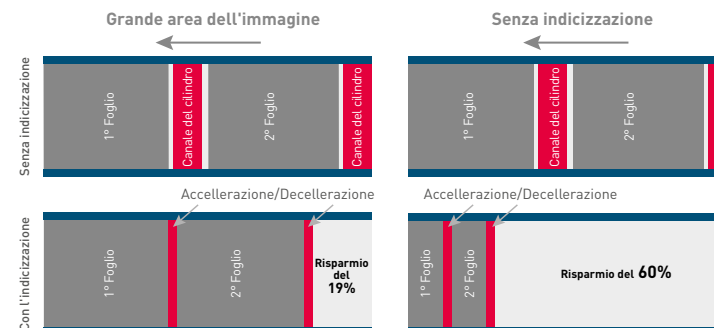 Grande area dell'immagine
Senza indicizzazione
Senza indicizzazione
1° Foglio
Canale del cilindro
2° Foglio
Canale del cilindro
1° Foglio
Canale del cilindro
2° Foglio
Accellerazione/Decellerazione
Accellerazione/Decellerazione
Con l'indicizzazione
1° Foglio
2° Foglio
Risparmio
del
19%
1° Foglio
2° Foglio
Risparmio del 60%